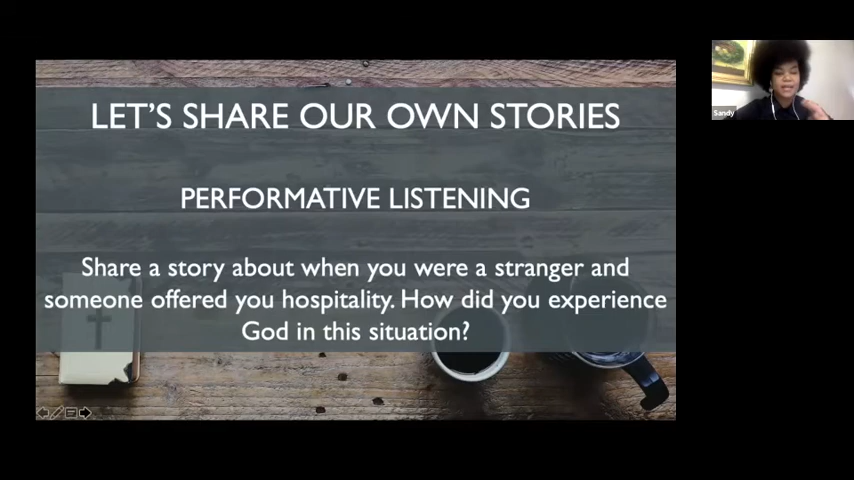 LET'S SHARE OUR OWN STORIES
PERFORMATIVE LISTENING
Share a story about when you were a stranger and
someone offered you hospitality. How did you experience
God in this situation?
Sandy